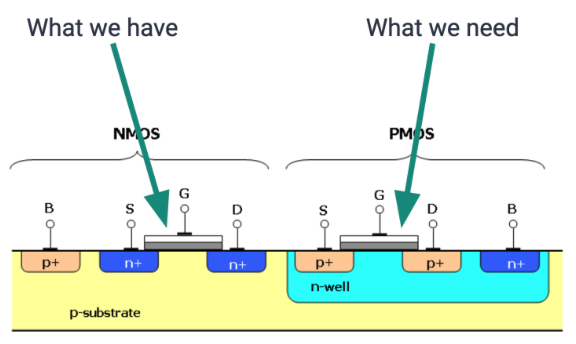 What we have
What we need
NMOS
PMOS
B
S
G
D
S
G
D
B
p+
n+
n+
p+
p+
n+
n-well
p-substrate